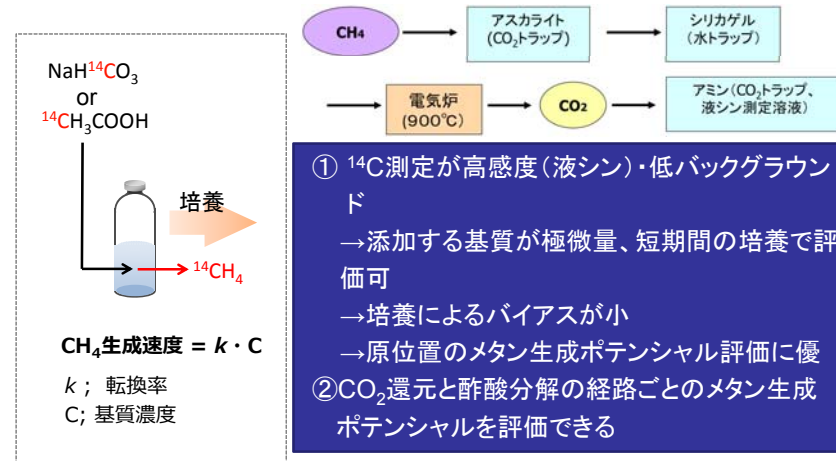 NaH¹⁴CO₃
or
¹⁴CH₃COOH
培養
¹⁴CH₄
CH₄生成速度 = k・C
k ; 転換率
C; 基質濃度
CH₄
アスカライト
(CO₂トラップ)
シリカゲル
(水トラップ)
電気炉
(900℃)
CO₂
アミン(CO₂トラップ、
液シン測定溶液)
① ¹⁴C測定が高感度(液シン)・低バックグラウン
ド
→添加する基質が極微量、短期間の培養で評
価可
→培養によるバイアスが小
→原位置のメタン生成ポテンシャル評価に優
②CO₂還元と酢酸分解の経路ごとのメタン生成
ポテンシャルを評価できる